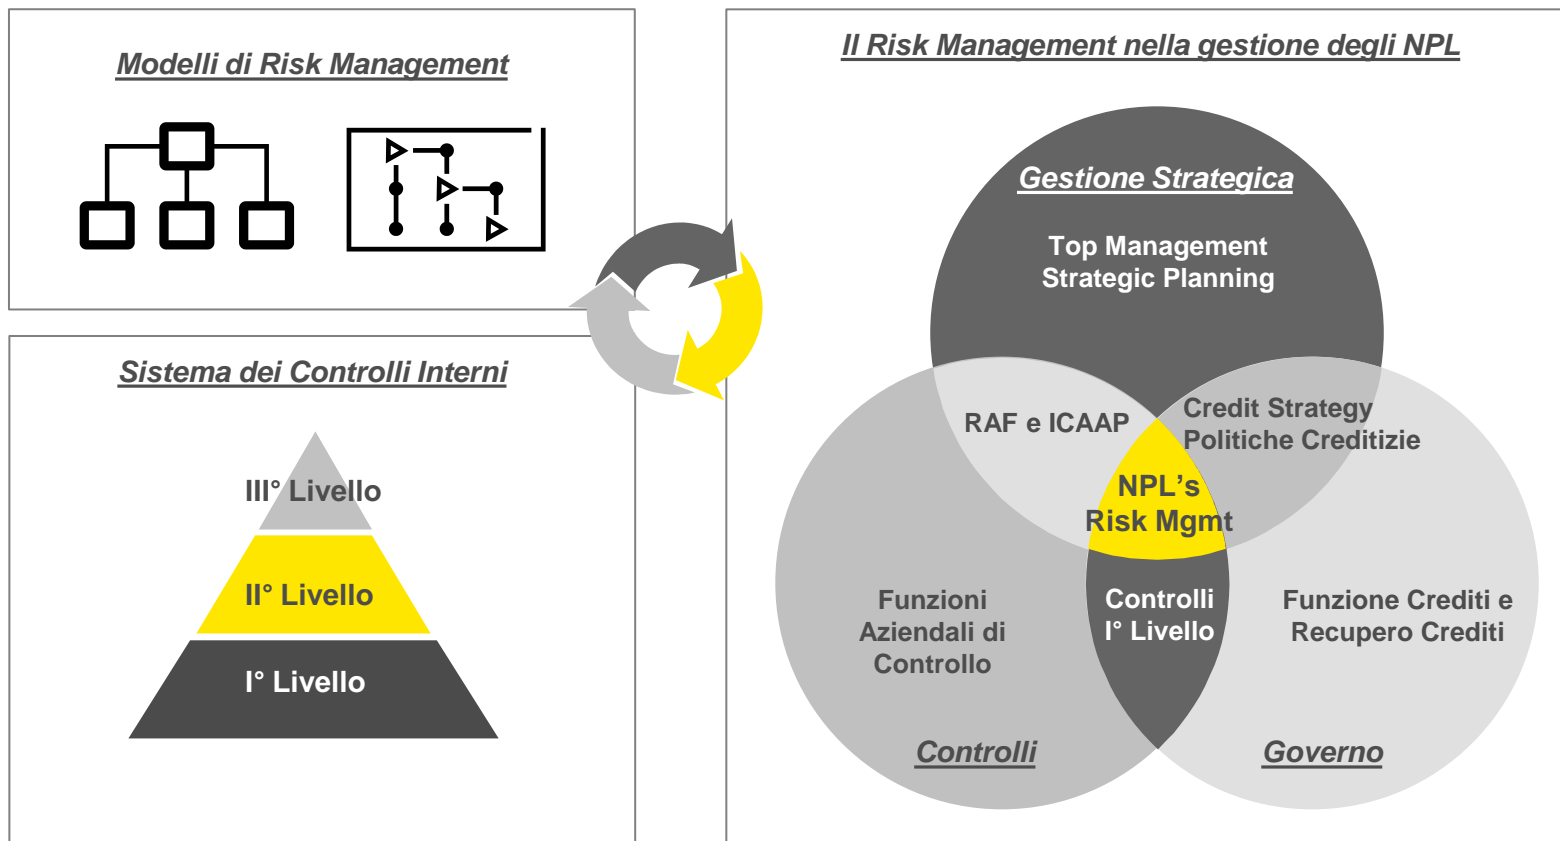 Modelli di Risk Management
Sistema dei Controlli Interni
III° Livello
II° Livello
I° Livello
Il Risk Management nella gestione degli NPL
Gestione Strategica
Top Management
Strategic Planning
RAF e ICAAP
Credit Strategy
Politiche Creditizie
NPL’s
Risk Mgmt
Funzioni
Aziendali di
Controllo
Controlli
I° Livello
Funzione Crediti e
Recupero Crediti
Controlli
Governo